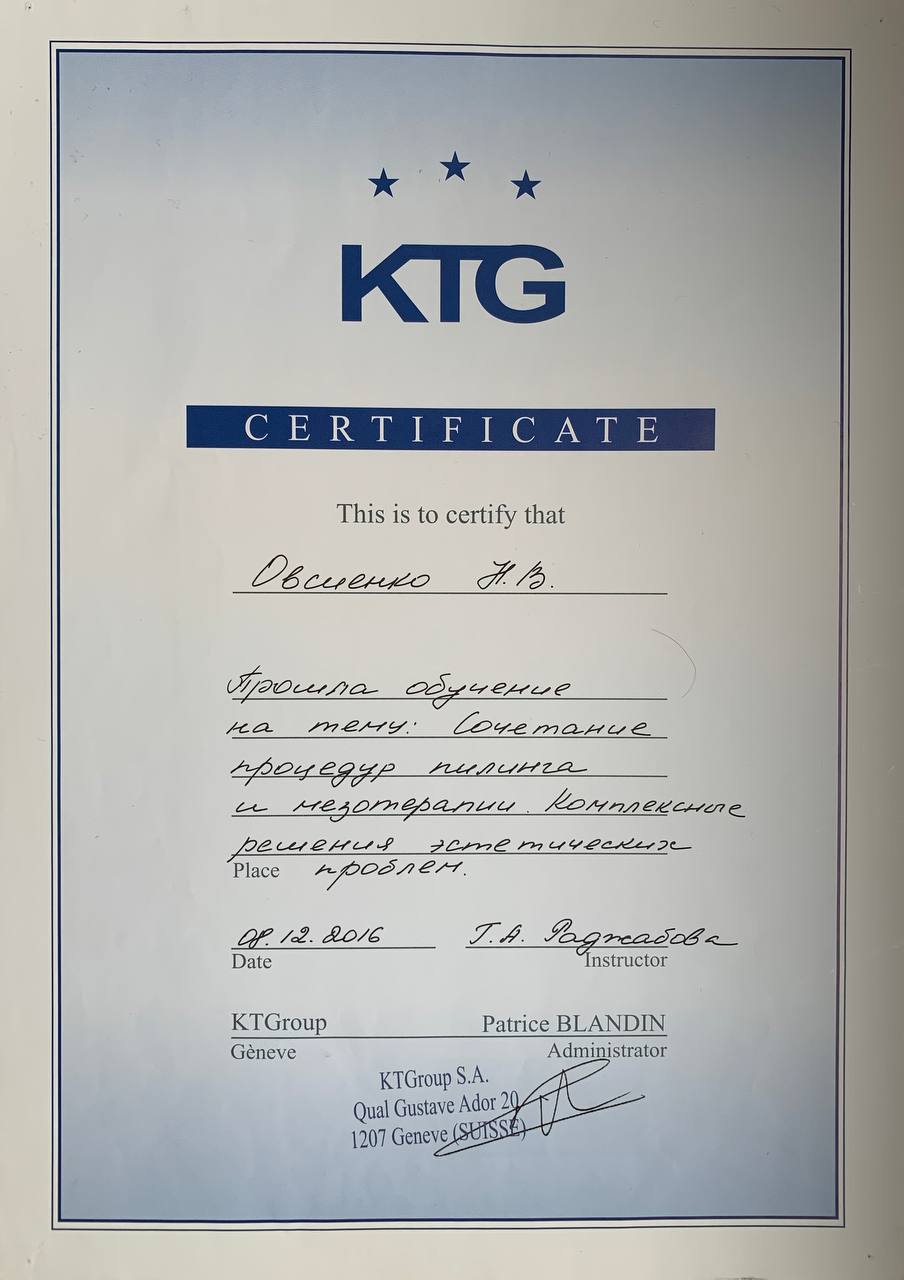 KTG
CERTIFICATE
This is to certify that
Овсиенко Н.В.
Прошла обучение
на тему: Сочетание
процедур пилинга
и мезотерапии. Комплексные
решения эстетических
Place проблем.
08.12.2016 Г.А. Раджабова
Date Instructor
KTGroup Patrice BLANDIN
Gèneve Administrator
KTGroup S.A.
Qual Gustave Ador 20
1207 Geneve (SUISSE)